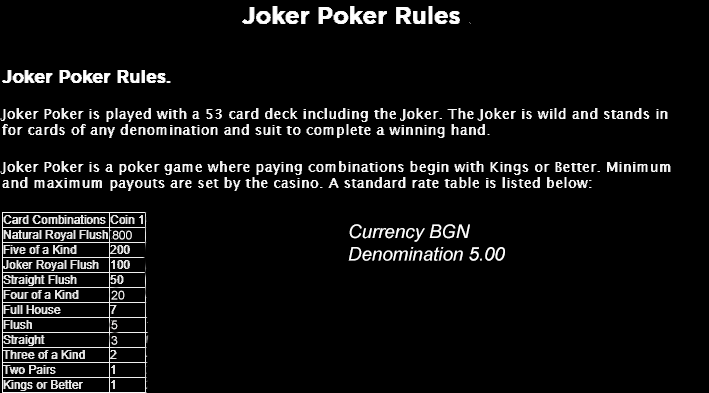 Joker Poker Rules
Joker Poker Rules.
Joker Poker is played with a 53 card deck including the Joker. The Joker is wild and stands in
for cards of any denomination and suit to complete a winning hand.
Joker Poker is a poker game where paying combinations begin with Kings or Better. Minimum
and maximum payouts are set by the casino. A standard rate table is listed below:
Card Combinations Coin 1
Natural Royal Flush 800
Five of a Kind 200
Joker Royal Flush 100
Straight Flush 50
Four of a Kind 20
Full House 7
Flush 5
Straight 3
Three of a Kind 2
Two Pairs 1
Kings or Better 1
Currency BGN
Denomination 5.00